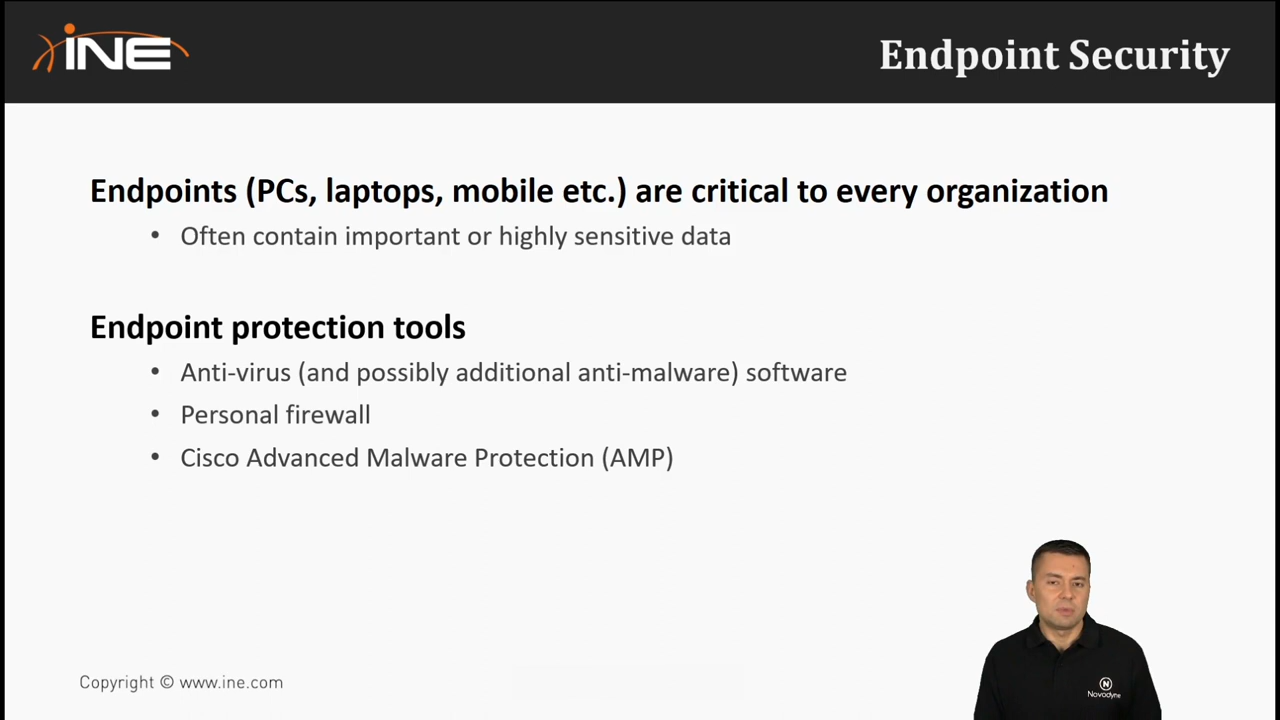 INE
Endpoint Security
Endpoints (PCs, laptops, mobile etc.) are critical to every organization
• Often contain important or highly sensitive data
Endpoint protection tools
• Anti-virus (and possibly additional anti-malware) software
• Personal firewall
• Cisco Advanced Malware Protection (AMP)
Copyright © www.ine.com
N
Novodyne